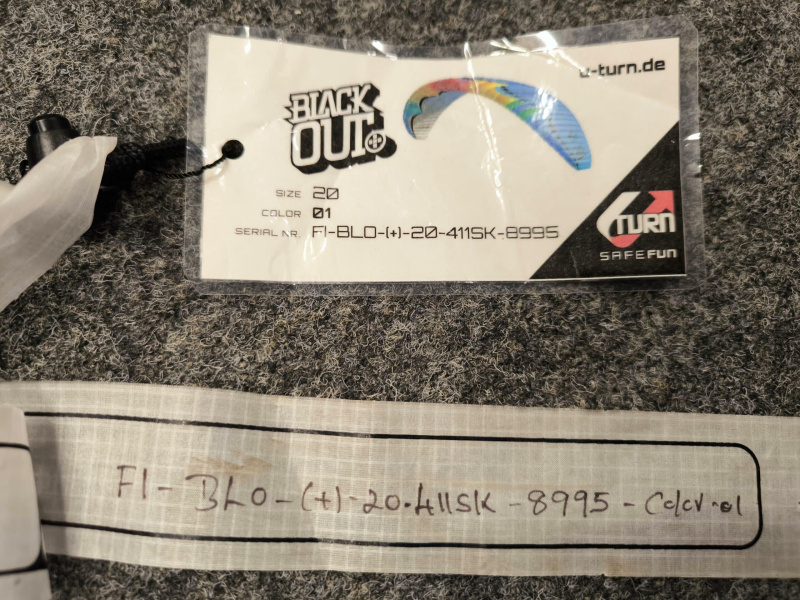 u-turn.de
BLACK
OUT
SIZE 20
COLOR 01
SERIAL NR. FI-BLO-(+)-20-411SK-8995
U TURN
SAFEFUN
FI-BLO-(+)-20.411SK-8995-Color-01